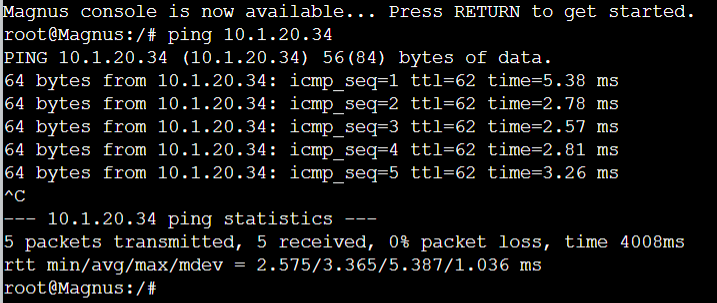 Magnus console is now available... Press RETURN to get started.
root@Magnus:/# ping 10.1.20.34
PING 10.1.20.34 (10.1.20.34) 56(84) bytes of data.
64 bytes from 10.1.20.34: icmp_seq=1 ttl=62 time=5.38 ms
64 bytes from 10.1.20.34: icmp_seq=2 ttl=62 time=2.78 ms
64 bytes from 10.1.20.34: icmp_seq=3 ttl=62 time=2.57 ms
64 bytes from 10.1.20.34: icmp_seq=4 ttl=62 time=2.81 ms
64 bytes from 10.1.20.34: icmp_seq=5 ttl=62 time=3.26 ms
^C
--- 10.1.20.34 ping statistics ---
5 packets transmitted, 5 received, 0% packet loss, time 4008ms
rtt min/avg/max/mdev = 2.575/3.365/5.387/1.036 ms
root@Magnus:/#